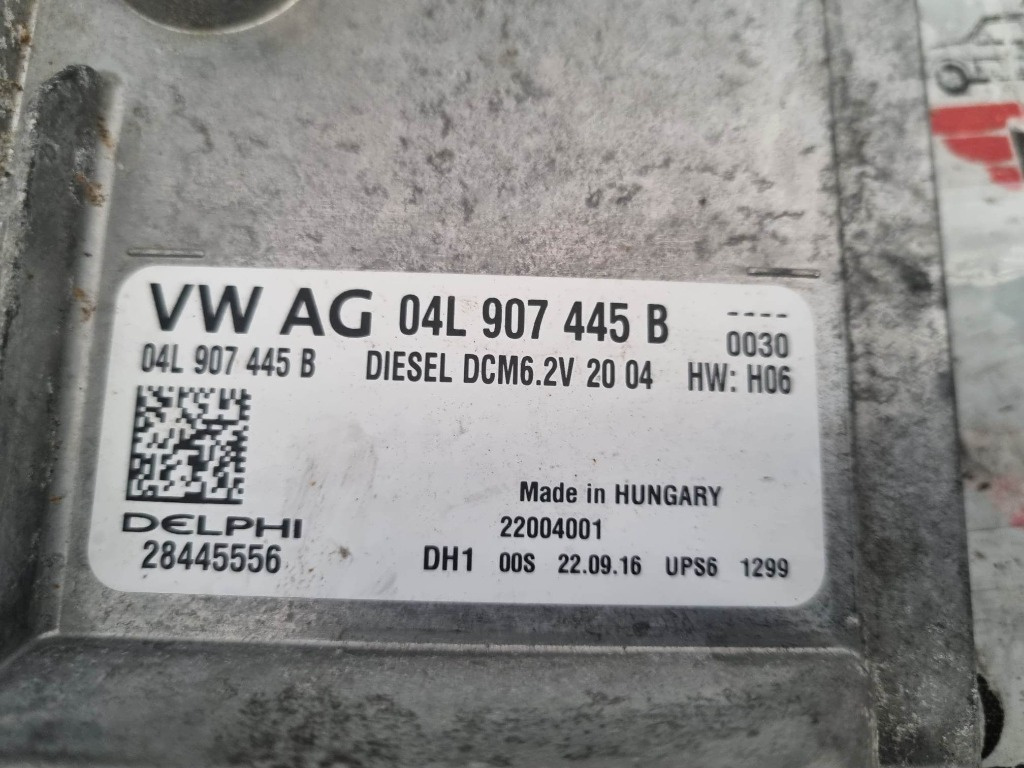 VW AG 04L 907 445 B ----
0030
04L 907 445 B DIESEL DCM6.2V 20 04 HW: H06
Made in HUNGARY
DELPHI 22004001
28445556 DH1 00S 22.09.16 UPS6 1299